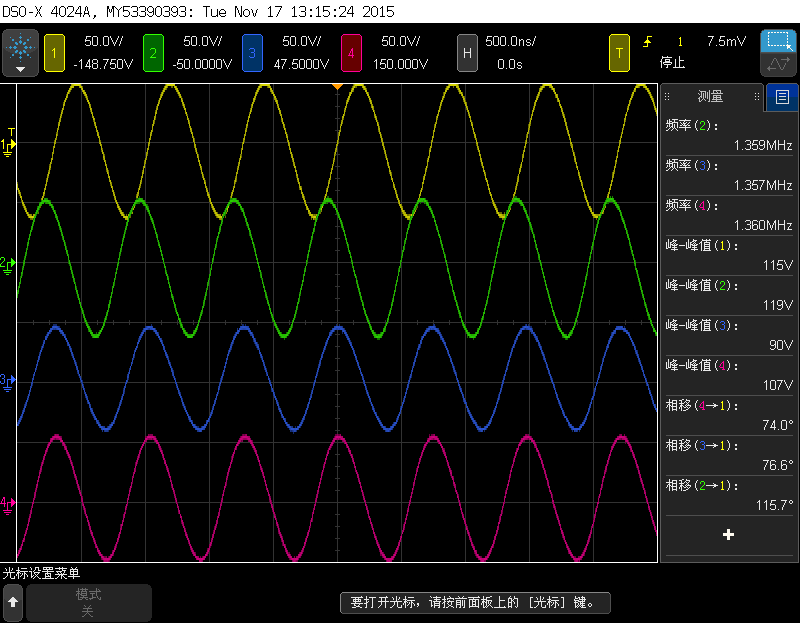 DSO-X 4024A, MY53390393: Tue Nov 17 13:15:24 2015
1 50.0V/ 2 50.0V/ 3 50.0V/ 4 50.0V/ H 500.0ns/ T 1 7.5mV
-148.750V -50.0000V 47.5000V 150.000V 0.0s 停止
测量
频率(2):
1.359MHz
频率(3):
1.357MHz
频率(4):
1.360MHz
峰-峰值(1):
115V
峰-峰值(2):
119V
峰-峰值(3):
90V
峰-峰值(4):
107V
相移(4→1):
74.0°
相移(3→1):
76.6°
相移(2→1):
115.7°
T
1
2
3
4
光标设置菜单
模式
关
要打开光标，请按前面板上的 [光标] 键。